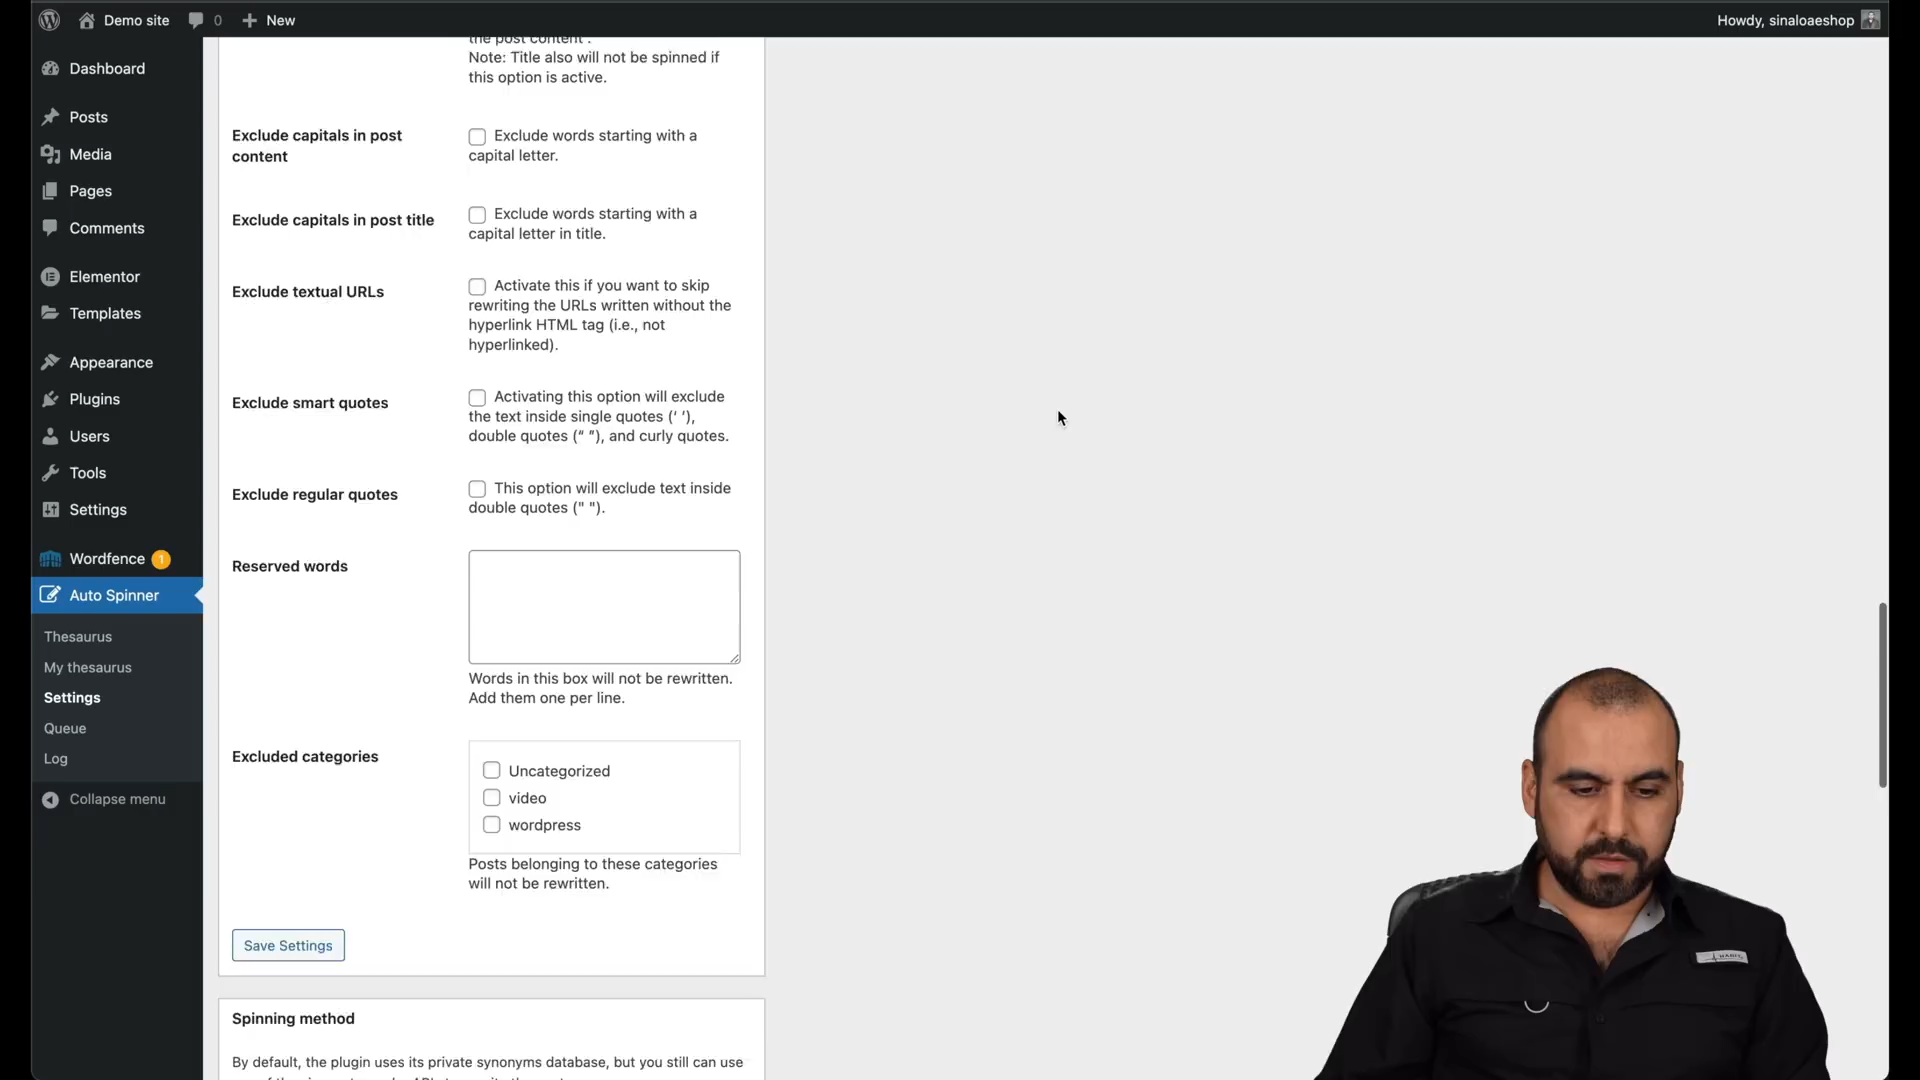 Demo site
0
New
Howdy, sinaloaeshop
Dashboard
Posts
Media
Pages
Comments
Elementor
Templates
Appearance
Plugins
Users
Tools
Settings
Wordfence 1
Auto Spinner
Thesaurus
My thesaurus
Settings
Queue
Log
Collapse menu
the post content".
Note: Title also will not be spinned if
this option is active.
Exclude capitals in post
content
Exclude words starting with a
capital letter.
Exclude capitals in post title
Exclude words starting with a
capital letter in title.
Exclude textual URLs
Activate this if you want to skip
rewriting the URLs written without the
hyperlink HTML tag (i.e., not
hyperlinked).
Exclude smart quotes
Activating this option will exclude
the text inside single quotes (‘ ’),
double quotes (“ ”), and curly quotes.
Exclude regular quotes
This option will exclude text inside
double quotes (" ").
Reserved words
Words in this box will not be rewritten.
Add them one per line.
Excluded categories
Uncategorized
video
wordpress
Posts belonging to these categories
will not be rewritten.
Save Settings
Spinning method
By default, the plugin uses its private synonyms database, but you still can use